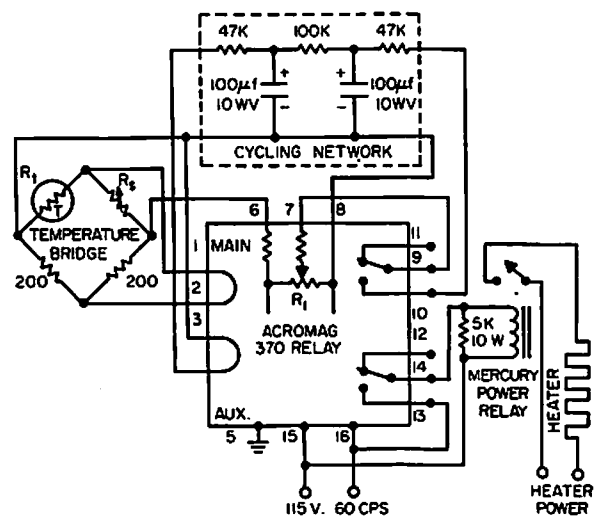 47K 100K 47K
+ +
100µf 100µf
10WV 10WV
− −
CYCLING NETWORK
Rt Rs
T
6 7 8
TEMPERATURE
BRIDGE
200 200
1 MAIN 11
9
2
R1
3
10
ACROMAG
370 RELAY
12
5K
10 W
14
MERCURY
POWER
RELAY
HEATER
AUX. 13
5 15 16
HEATER
POWER
115 V. 60 CPS